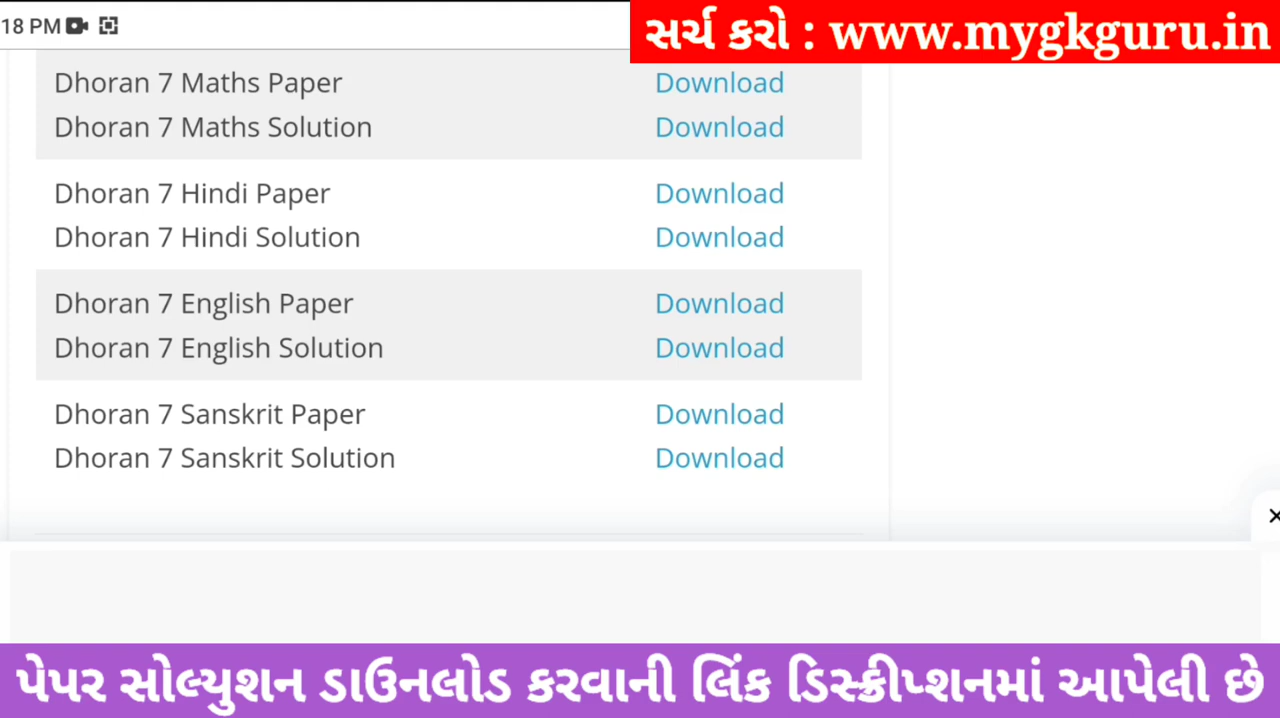 18 PM
સર્ચ કરો : www.mygkguru.in
Dhoran 7 Maths Paper Download
Dhoran 7 Maths Solution Download
Dhoran 7 Hindi Paper Download
Dhoran 7 Hindi Solution Download
Dhoran 7 English Paper Download
Dhoran 7 English Solution Download
Dhoran 7 Sanskrit Paper Download
Dhoran 7 Sanskrit Solution Download
પેપર સોલ્યુશન ડાઉનલોડ કરવાની લિંક ડિસ્ક્રીપ્શનમાં આપેલી છે